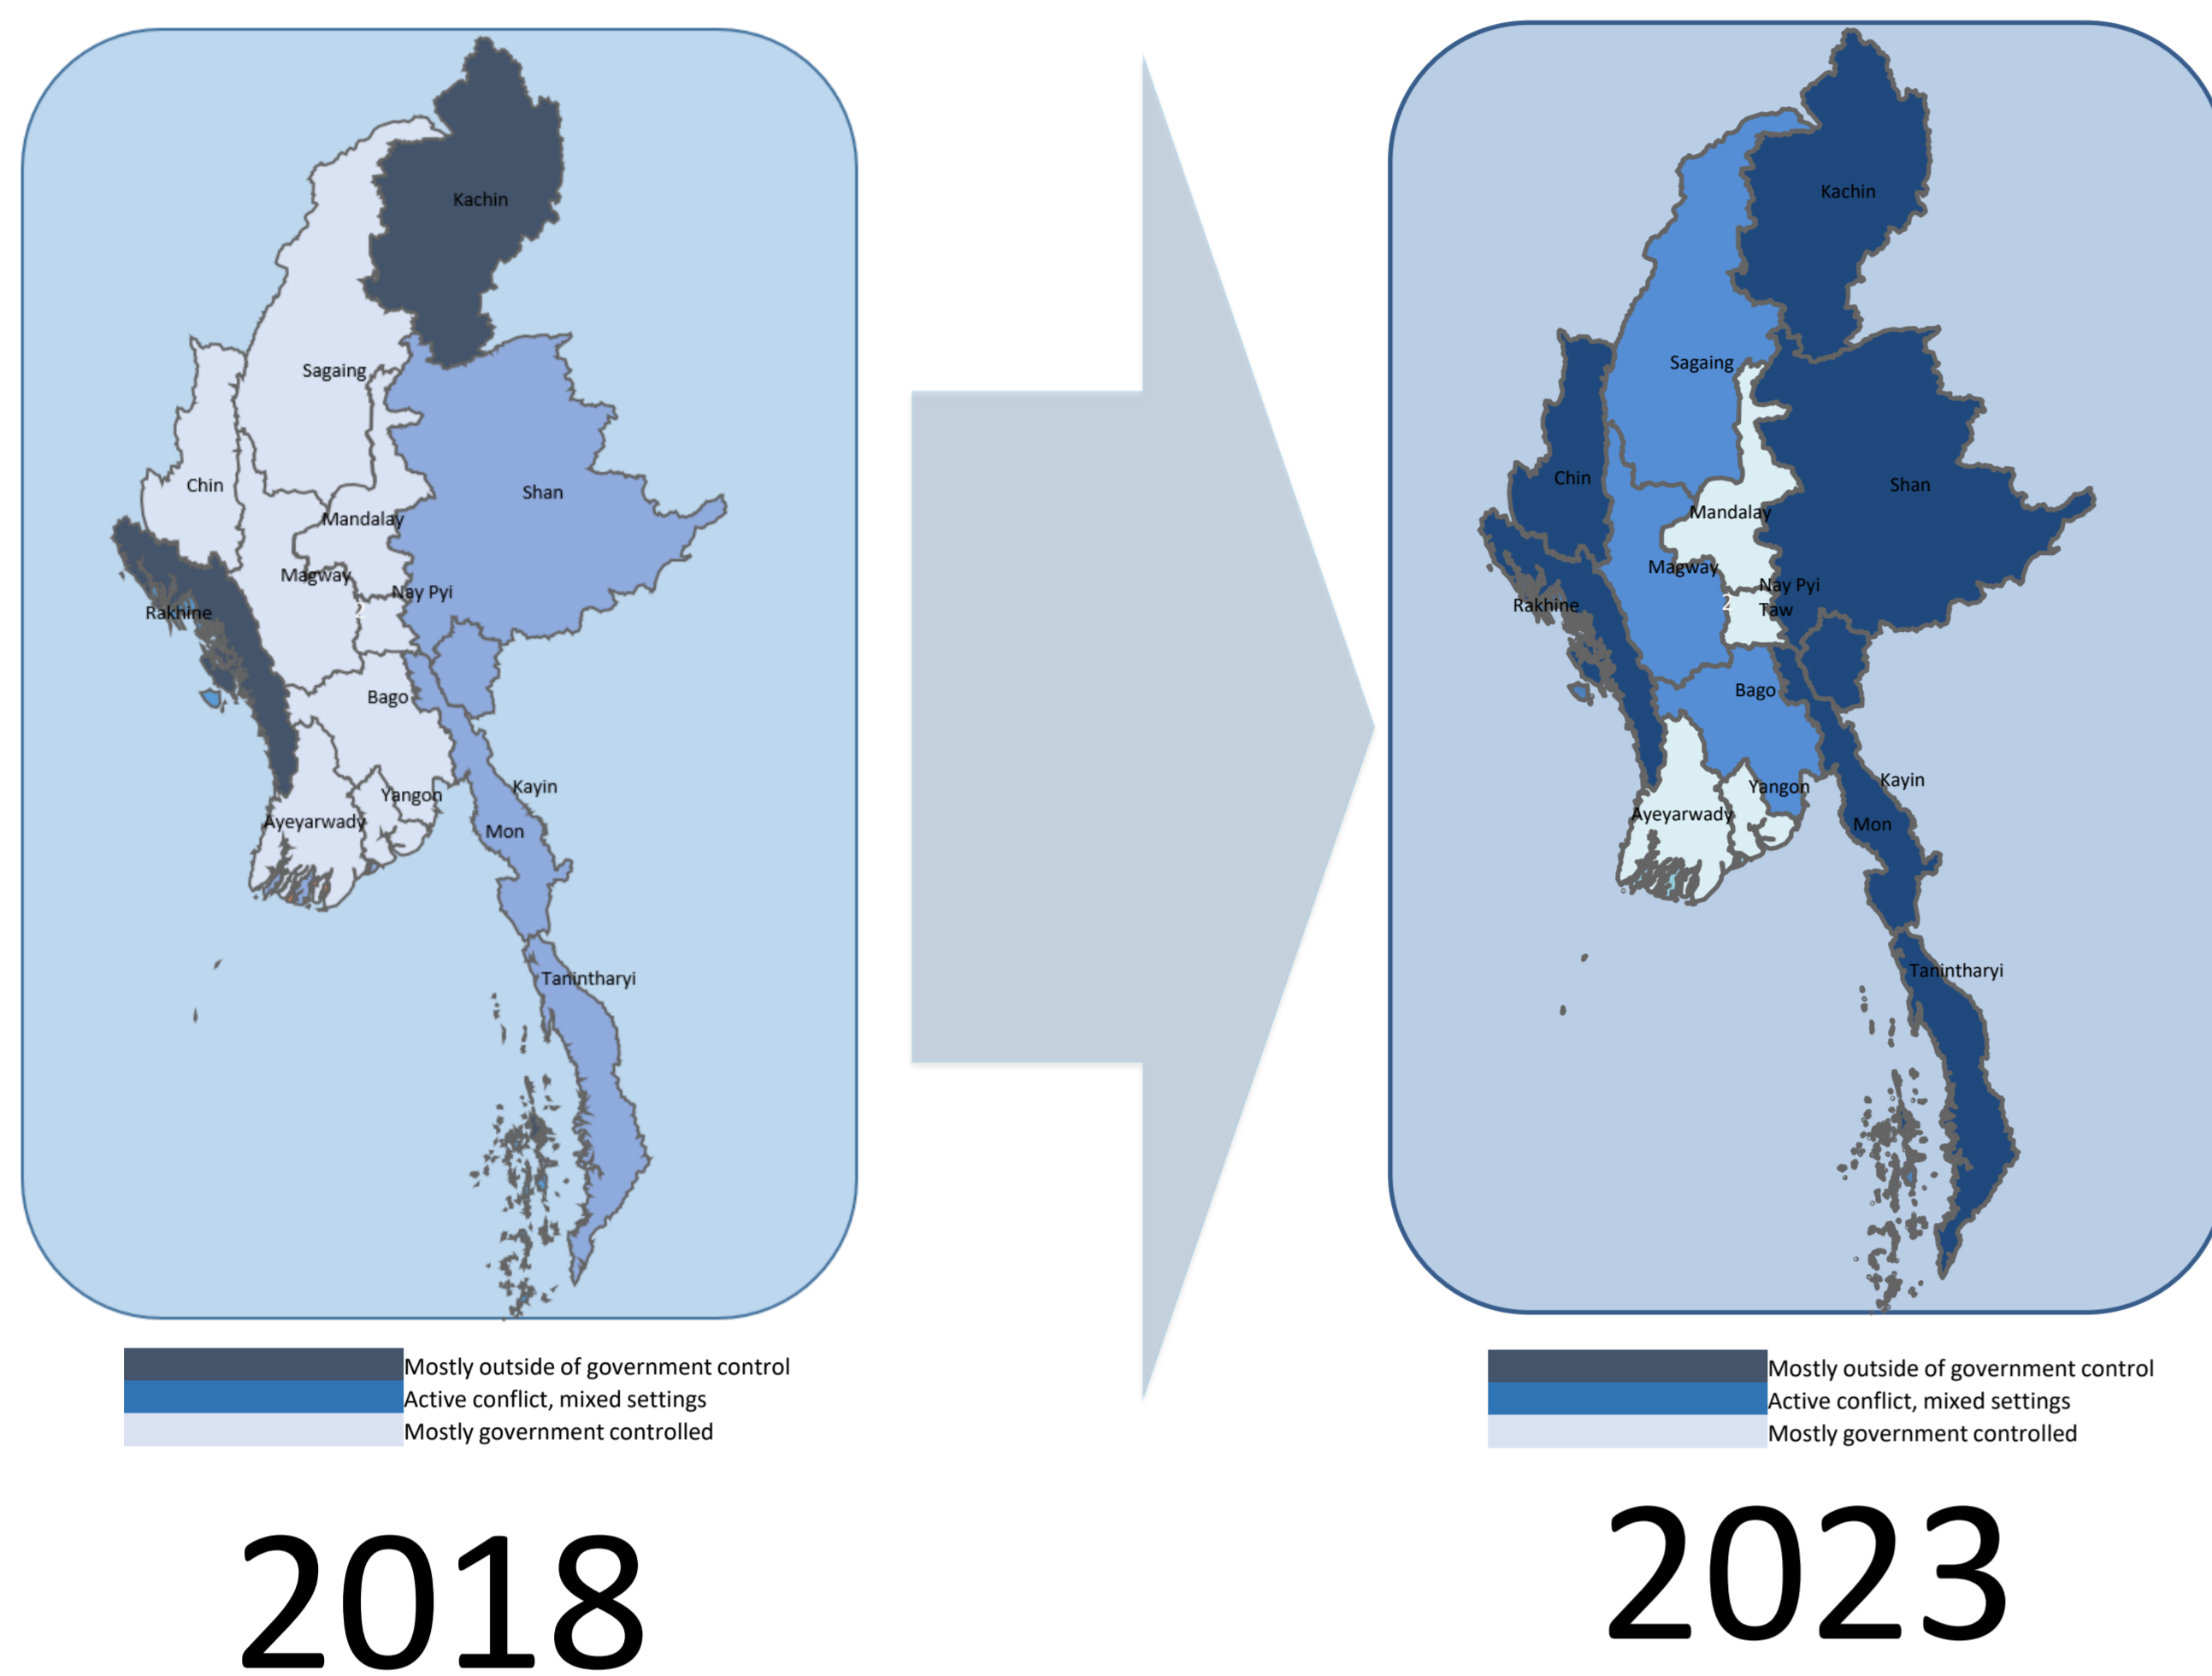 Kachin
Sagaing
Chin
Shan
Mandalay
Magway
Nay Pyi
2
Rakhine
Bago
Kayin
Yangon
Ayeyarwady
Mon
Tanintharyi
Mostly outside of government control
Active conflict, mixed settings
Mostly government controlled
2018
Kachin
Sagaing
Chin
Shan
Mandalay
Magway
Nay Pyi
Taw
2
Rakhine
Bago
Kayin
Yangon
Ayeyarwady
Mon
Tanintharyi
Mostly outside of government control
Active conflict, mixed settings
Mostly government controlled
2023